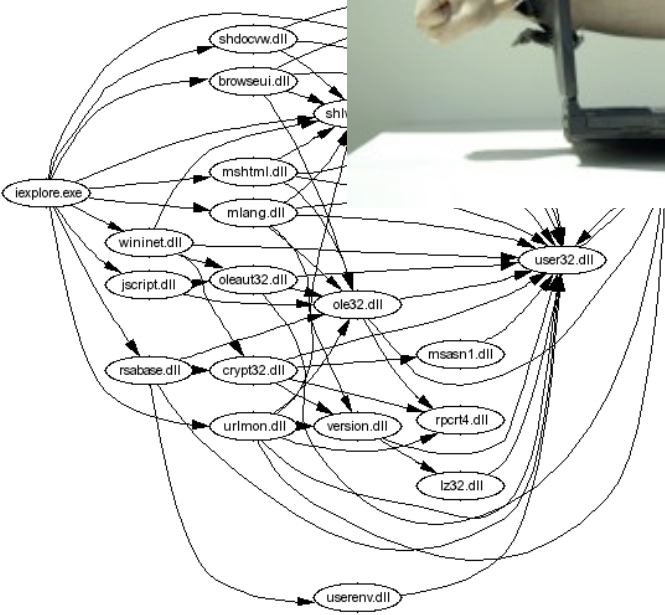 shdocvw.dll
browseui.dll
mshtml.dll
iexplore.exe
mlang.dll
wininet.dll
user32.dll
oleaut32.dll
jscript.dll
ole32.dll
msasn1.dll
rsabase.dll
crypt32.dll
rpcrt4.dll
urlmon.dll
version.dll
lz32.dll
userenv.dll